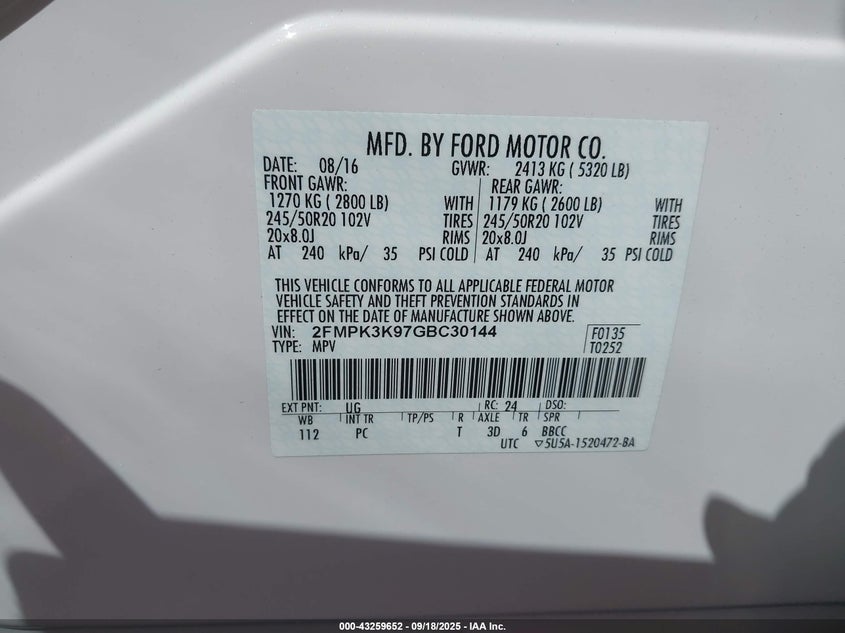 MFD. BY FORD MOTOR CO.
DATE: 08/16 GVWR: 2413 KG ( 5320 LB)
FRONT GAWR: REAR GAWR:
1270 KG ( 2800 LB) WITH 1179 KG ( 2600 LB) WITH
245/50R20 102V TIRES 245/50R20 102V TIRES
20x8.0J RIMS 20x8.0J RIMS
AT 240 kPa/ 35 PSI COLD AT 240 kPa/ 35 PSI COLD
THIS VEHICLE CONFORMS TO ALL APPLICABLE FEDERAL MOTOR
VEHICLE SAFETY AND THEFT PREVENTION STANDARDS IN
EFFECT ON THE DATE OF MANUFACTURE SHOWN ABOVE.
VIN: 2FMPK3K97GBC30144 F0135
TYPE: MPV T0252
EXT PNT: UG RC: 24 DSO:
WB INT TR TP/PS R AXLE TR SPR
112 PC T 3D 6 BBCC
UTC ▽5U5A-1520472-BA
000-43259652 - 09/18/2025 - IAA Inc.